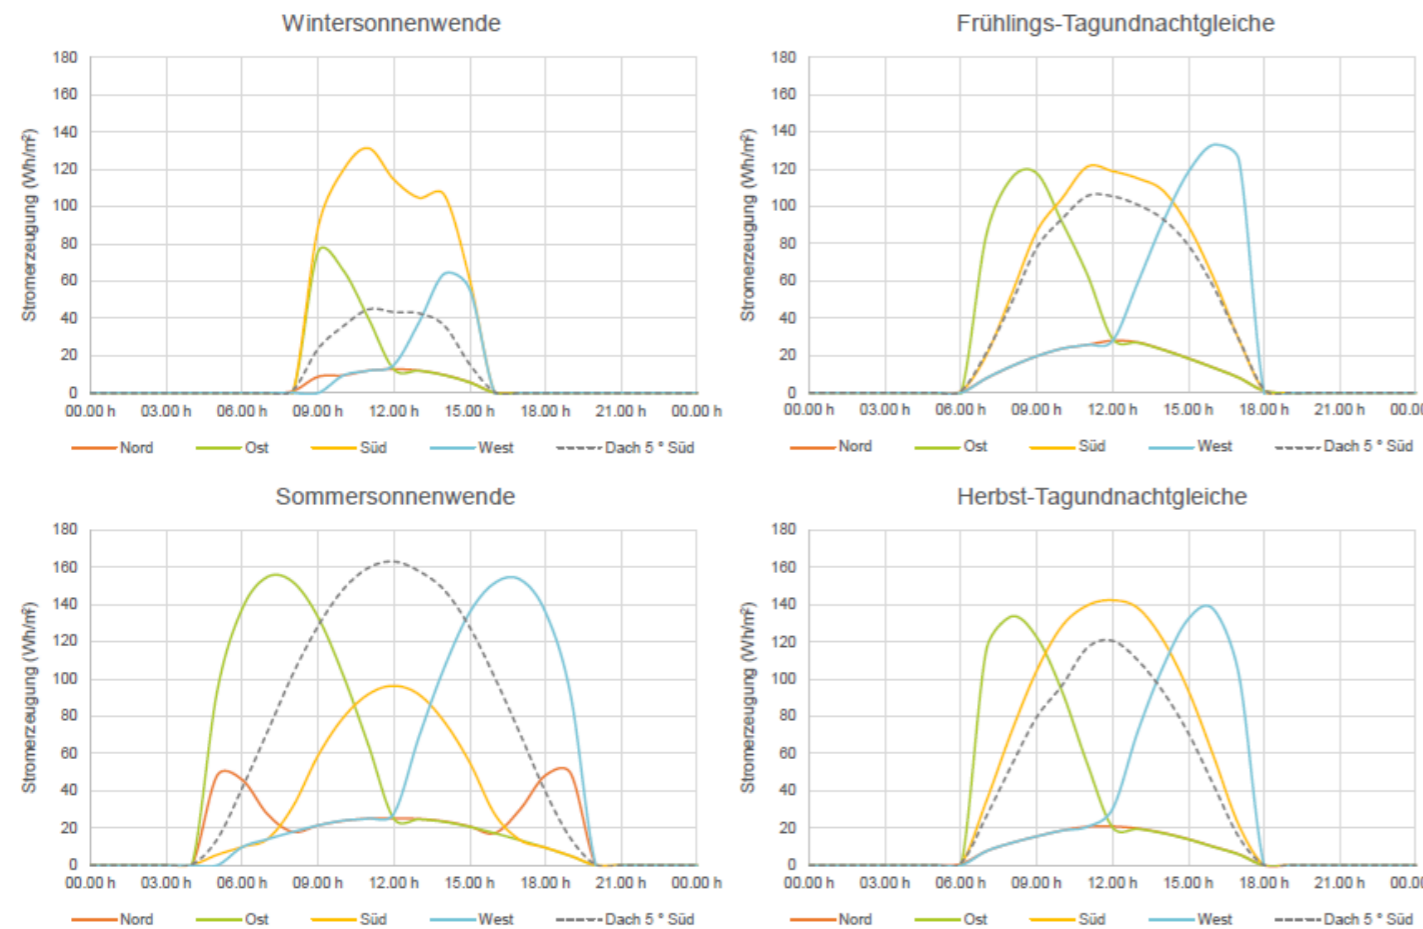 Wintersonnenwende
Stromerzeugung (Wh/m²)
180
160
140
120
100
80
60
40
20
0
00.00 h 03.00 h 06.00 h 09.00 h 12.00 h 15.00 h 18.00 h 21.00 h 00.00 h
Nord Ost Süd West Dach 5 ° Süd
Frühlings-Tagundnachtgleiche
Stromerzeugung (Wh/m²)
180
160
140
120
100
80
60
40
20
0
00.00 h 03.00 h 06.00 h 09.00 h 12.00 h 15.00 h 18.00 h 21.00 h 00.0
Nord Ost Süd West Dach 5 ° Süd
Sommersonnenwende
Stromerzeugung (Wh/m²)
180
160
140
120
100
80
60
40
20
0
00.00 h 03.00 h 06.00 h 09.00 h 12.00 h 15.00 h 18.00 h 21.00 h 00.00 h
Nord Ost Süd West Dach 5 ° Süd
Herbst-Tagundnachtgleiche
Stromerzeugung (Wh/m²)
180
160
140
120
100
80
60
40
20
0
00.00 h 03.00 h 06.00 h 09.00 h 12.00 h 15.00 h 18.00 h 21.00 h 00.0
Nord Ost Süd West Dach 5 ° Süd